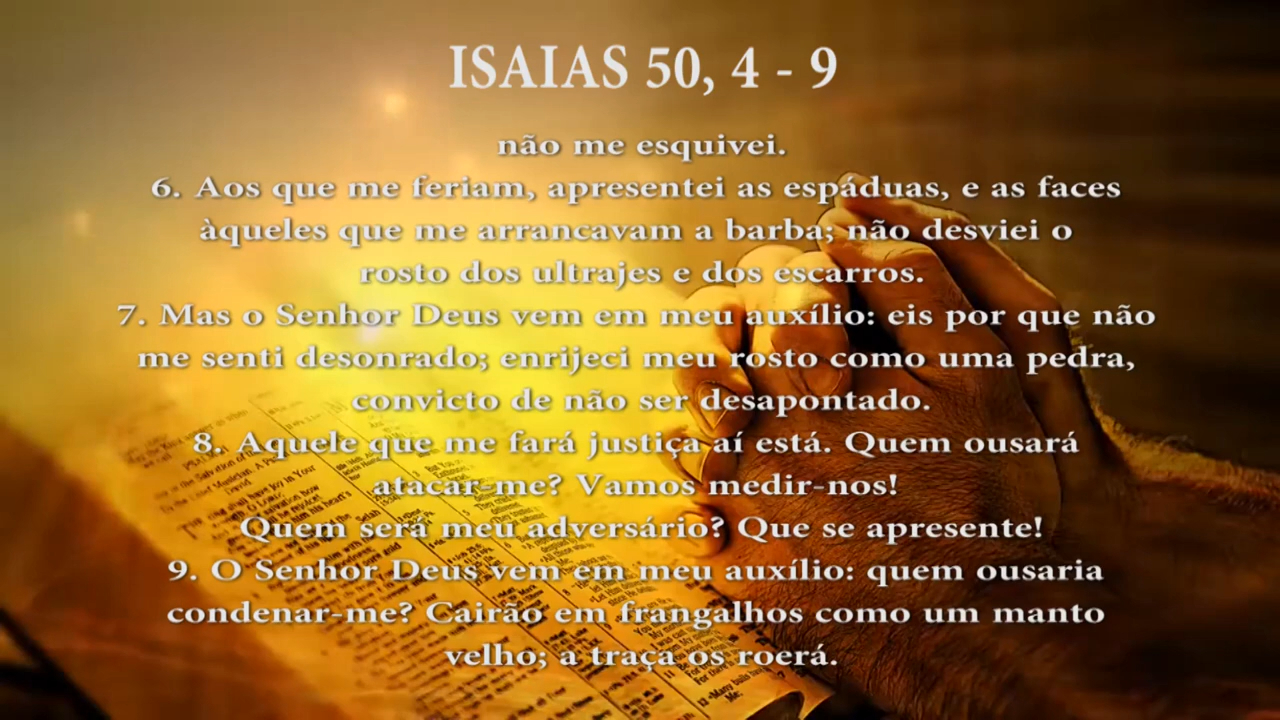 ISAIAS 50, 4 - 9
não me esquivei.
6. Aos que me feriam, apresentei as espáduas, e as faces
àqueles que me arrancavam a barba; não desviei o
rosto dos ultrajes e dos escarros.
7. Mas o Senhor Deus vem em meu auxílio: eis por que não
me senti desonrado; enrijeci meu rosto como uma pedra,
convicto de não ser desapontado.
8. Aquele que me fará justiça aí está. Quem ousará
atacar-me? Vamos medir-nos!
Quem será meu adversário? Que se apresente!
9. O Senhor Deus vem em meu auxílio: quem ousaria
condenar-me? Cairão em frangalhos como um manto
velho; a traça os roerá.